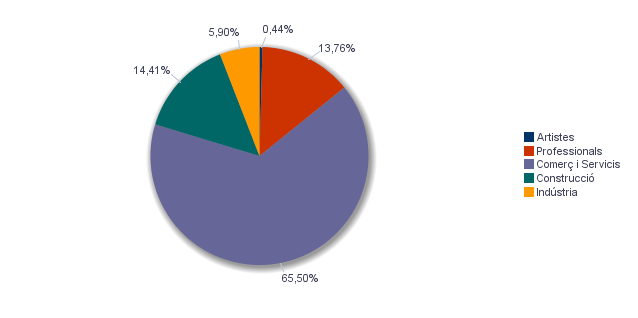 5,90%
0,44%
13,76%
14,41%
65,50%
Artistes
Professionals
Comerç i Servicis
Construcció
Indústria